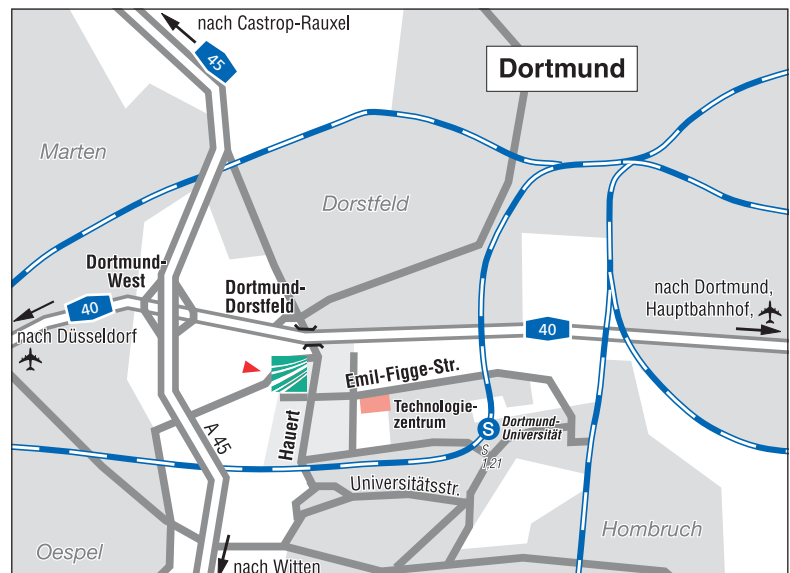 nach Castrop-Rauxel
45
Dortmund
Marten
Dorstfeld
Dortmund-
West
Dortmund-
Dorstfeld
nach Dortmund,
Hauptbahnhof,
40
nach Düsseldorf
40
Emil-Figge-Str.
Technologie-
zentrum
Hauert
A 45
S
Dortmund-
Universität
S
1,21
Universitätsstr.
Hombruch
Oespel
nach Witten